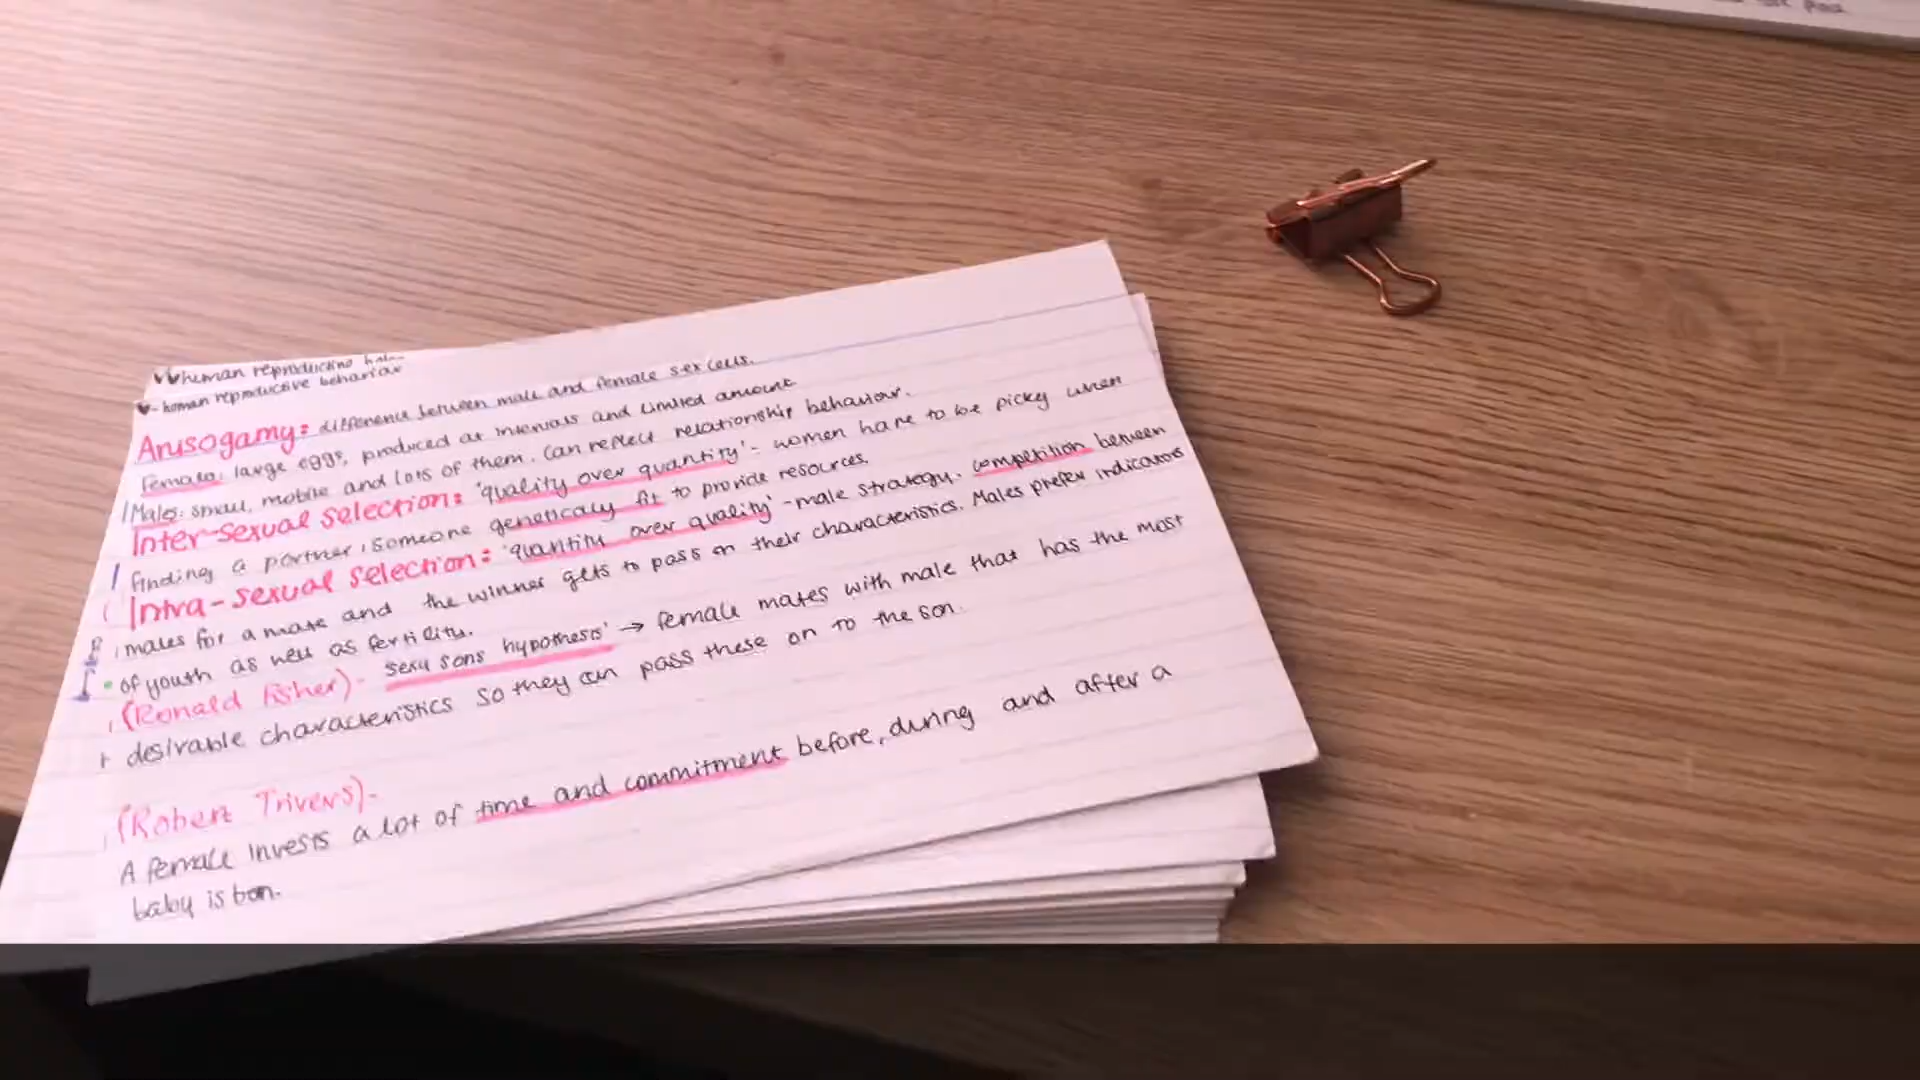 human reproductive
- human reproductive behaviour
Anisogamy: difference between male and female sex cells.
Female: large eggs, produced at intervals and limited amount.
Males: small, mobile and lots of them. Can reflect relationship behaviour.
Inter-sexual selection: 'quality over quantity' - women have to be picky when
finding a partner, someone genetically fit to provide resources.
Intra-sexual selection: 'quantity over quality' - male strategy. competition between
males for a mate and the winner gets to pass on their characteristics. Males prefer indicators
of youth as well as fertility.
(Ronald Fisher) - sexy sons hypothesis' → female mates with male that has the most
desirable characteristics so they can pass these on to the son.
(Robert Trivers) -
A female invests a lot of time and commitment before, during and after a
baby is born.